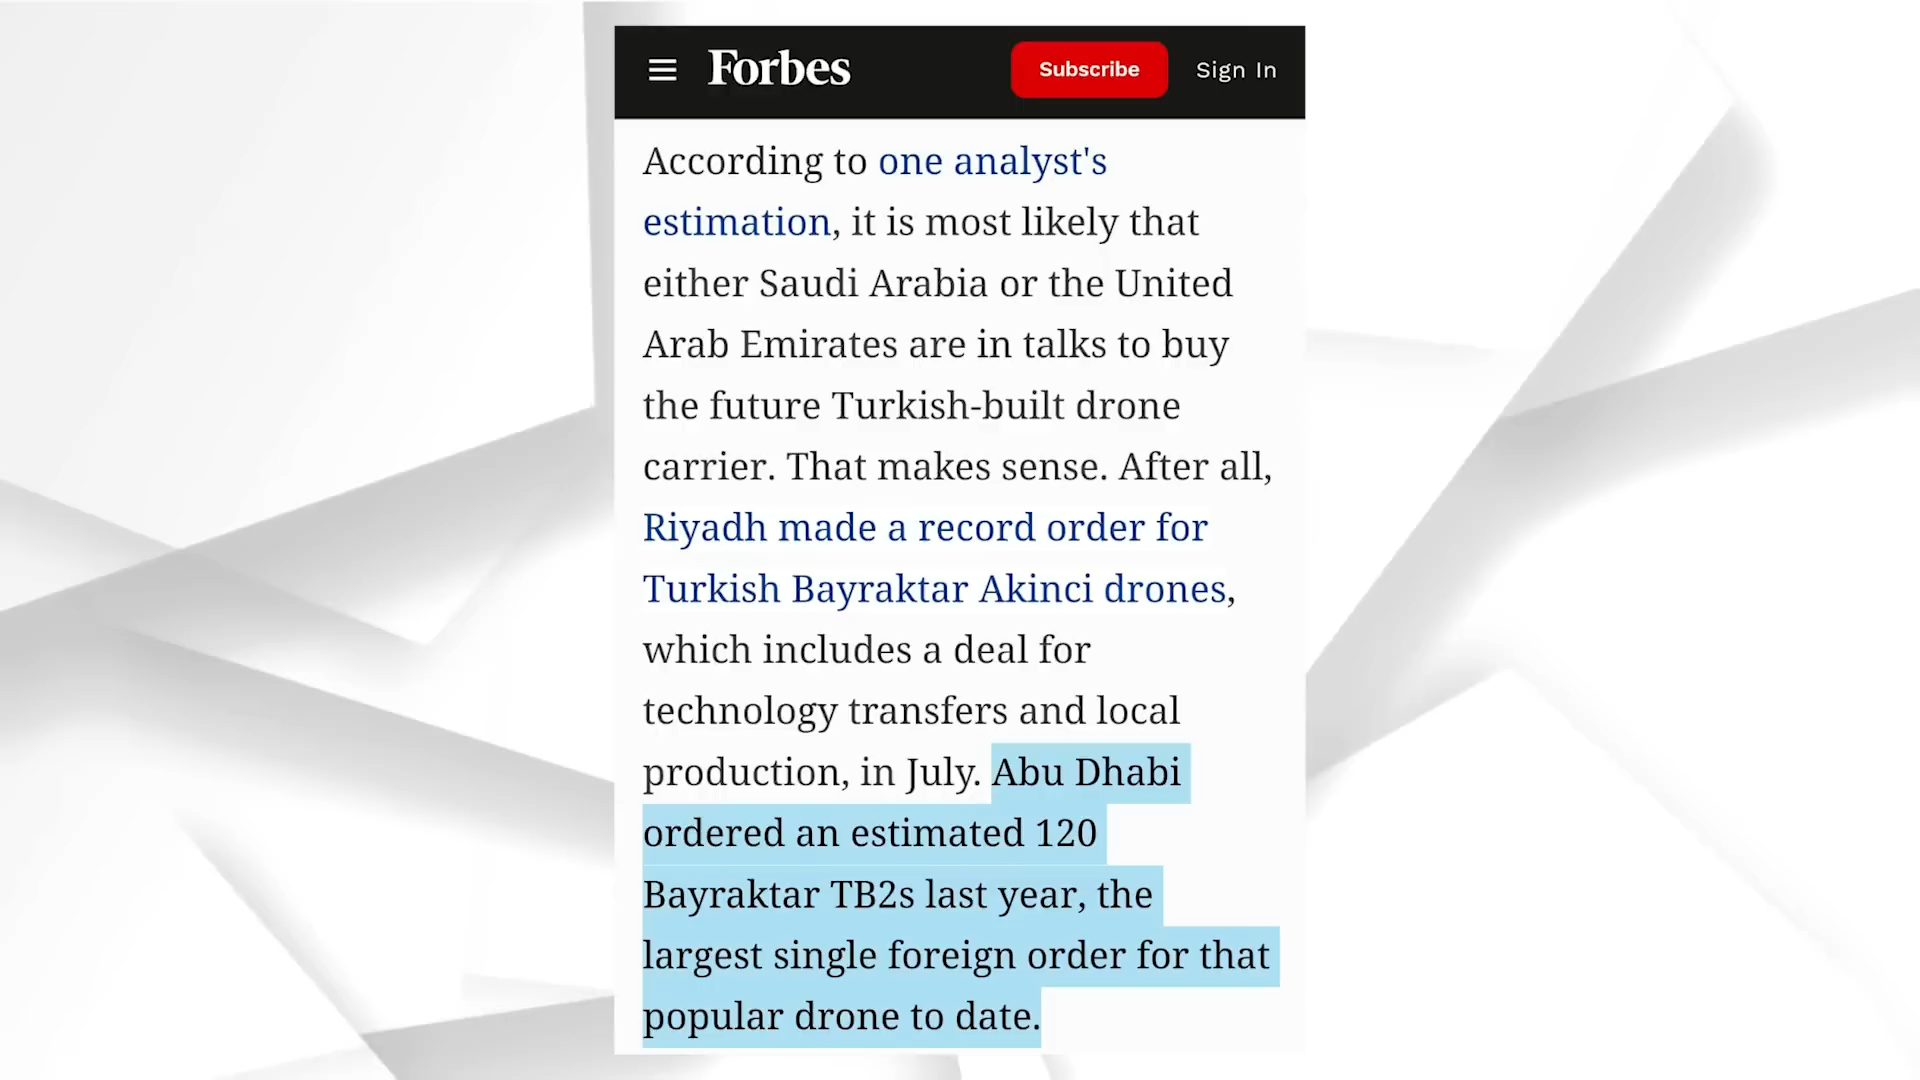 Forbes
Subscribe
Sign In
According to one analyst's
estimation, it is most likely that
either Saudi Arabia or the United
Arab Emirates are in talks to buy
the future Turkish-built drone
carrier. That makes sense. After all,
Riyadh made a record order for
Turkish Bayraktar Akinci drones,
which includes a deal for
technology transfers and local
production, in July. Abu Dhabi
ordered an estimated 120
Bayraktar TB2s last year, the
largest single foreign order for that
popular drone to date.